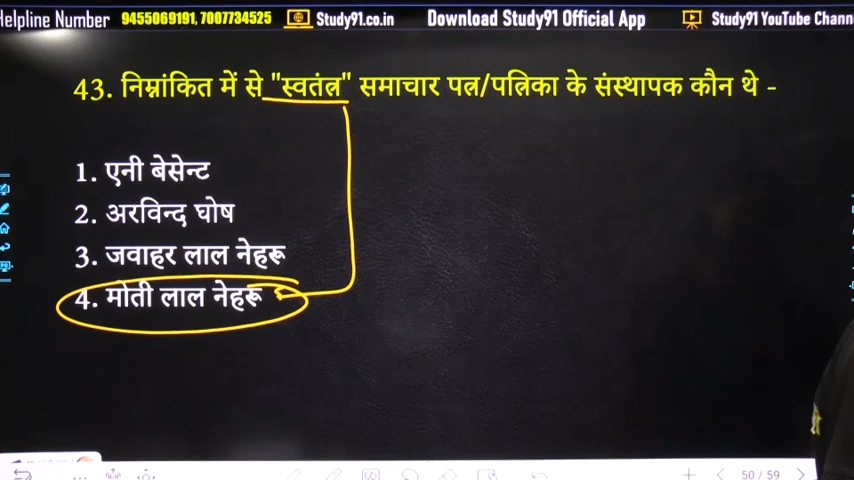 Helpline Number 9455069191, 7007734525 Study91.co.in Download Study91 Official App Study91 YouTube Chann
43. निम्नांकित में से "स्वतंत्र" समाचार पत्र/पत्रिका के संस्थापक कौन थे -
1. एनी बेसेन्ट
2. अरविन्द घोष
3. जवाहर लाल नेहरू
4. मोती लाल नेहरू
50 / 59